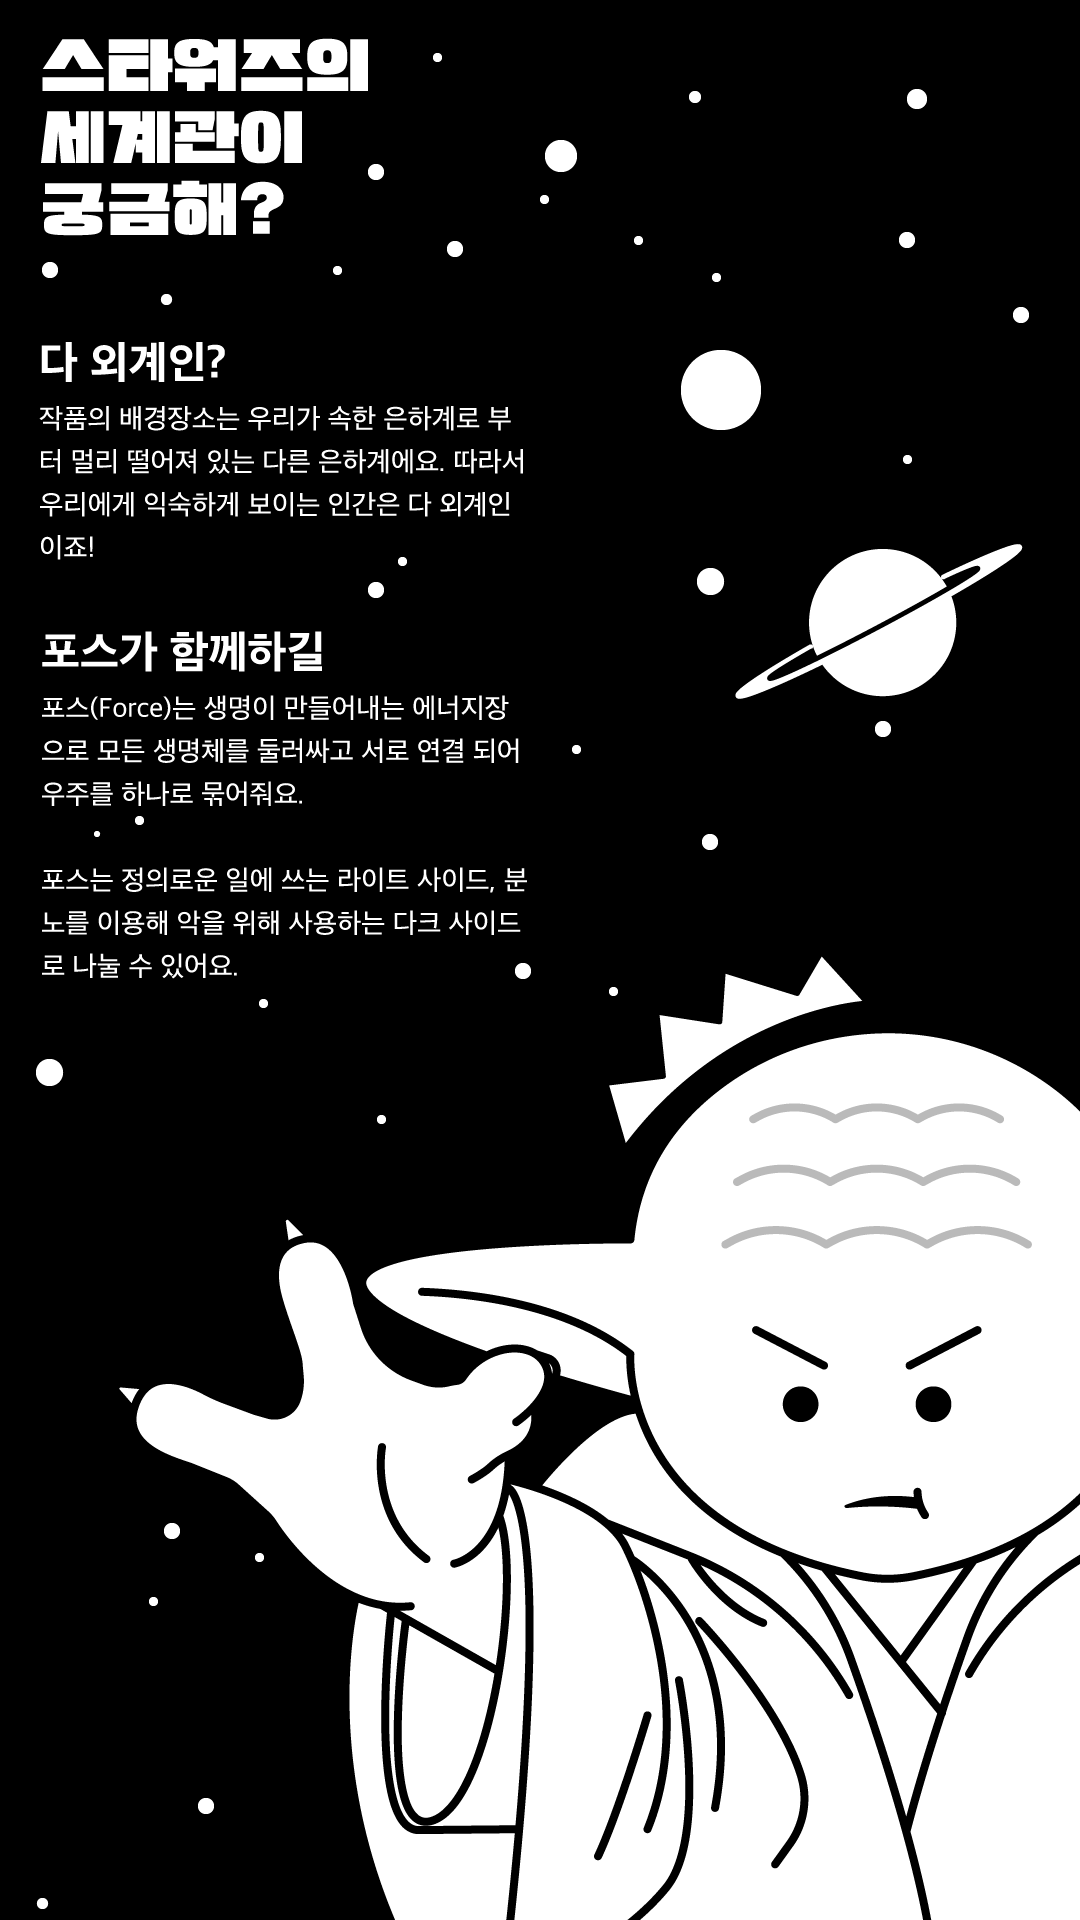 스타워즈의
세계관이
궁금해?
다 외계인?
작품의 배경장소는 우리가 속한 은하계로 부
터 멀리 떨어져 있는 다른 은하계에요. 따라서
우리에게 익숙하게 보이는 인간은 다 외계인
이죠!
포스가 함께하길
포스(Force)는 생명이 만들어내는 에너지장
으로 모든 생명체를 둘러싸고 서로 연결 되어
우주를 하나로 묶어줘요.
포스는 정의로운 일에 쓰는 라이트 사이드, 분
노를 이용해 악을 위해 사용하는 다크 사이드
로 나눌 수 있어요.